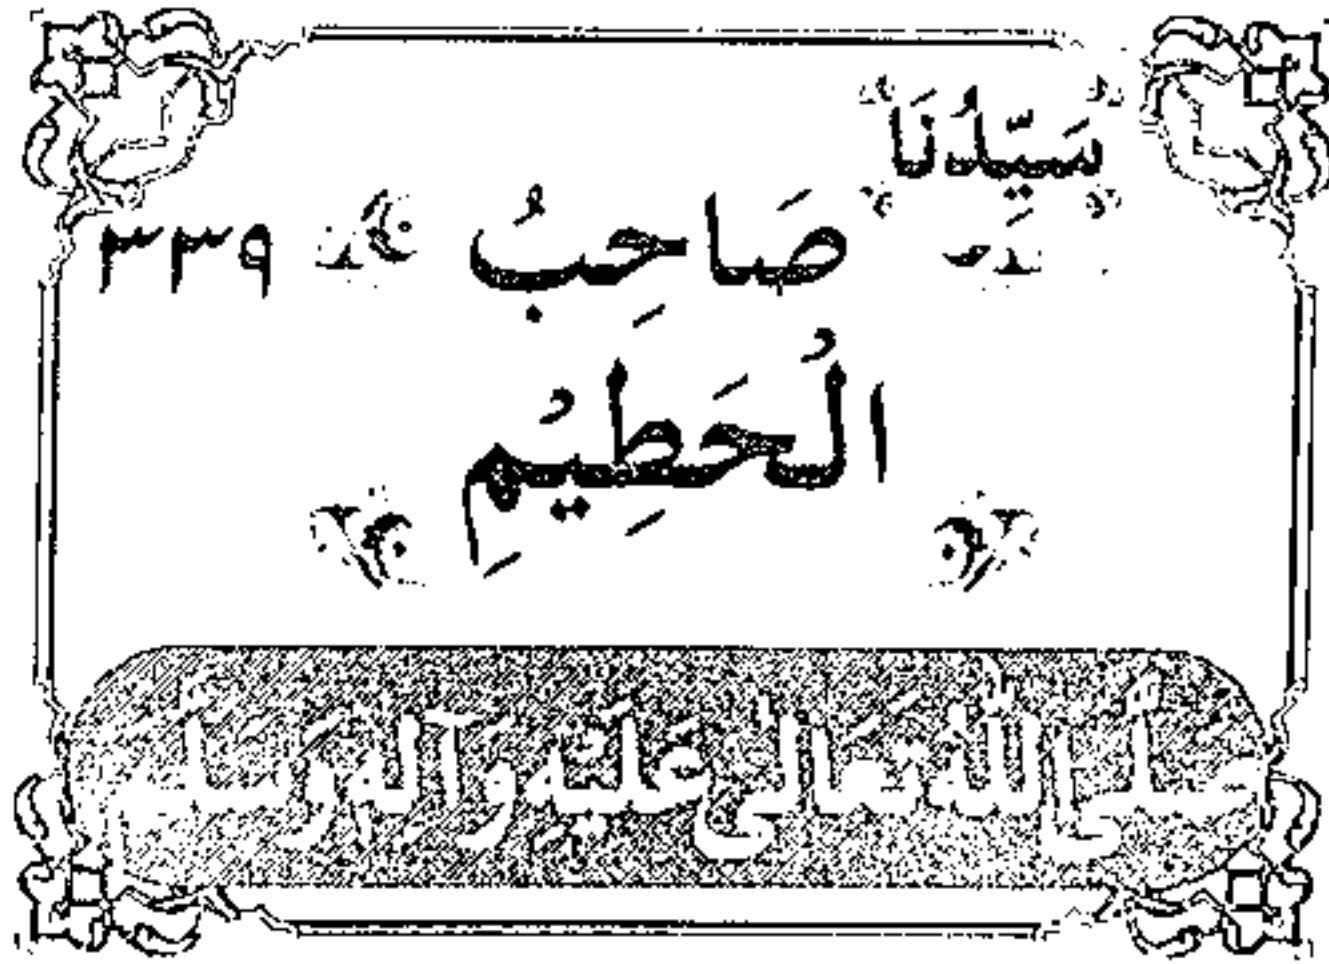 سَيِّدُنَا
صَاحِبُ ٣٣٩
الْحَطِيْمِ
صلى الله تعالى عليه وآله وسلم